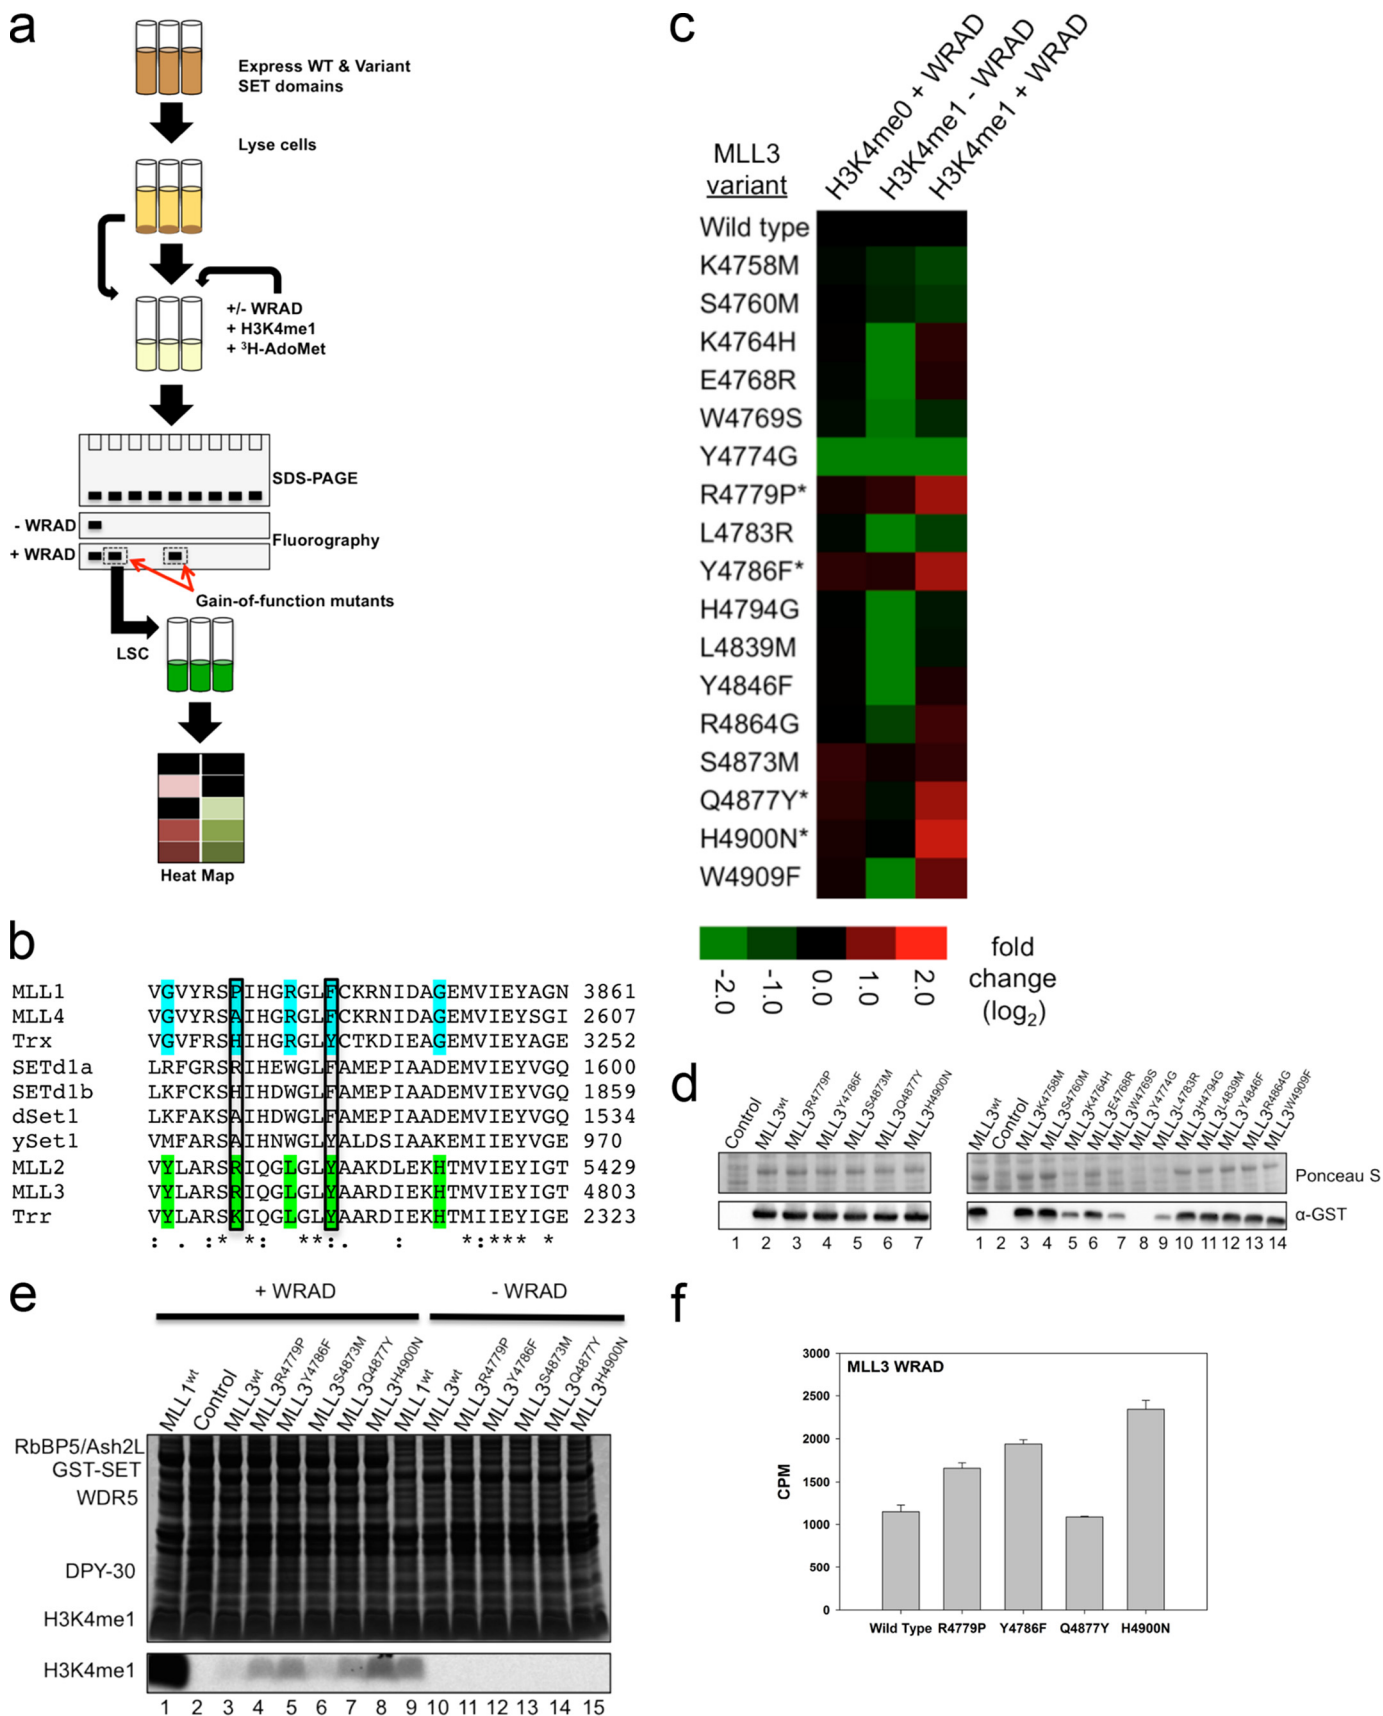 a
Express WT & Variant
SET domains
Lyse cells
+/- WRAD
+ H3K4me1
+ ³H-AdoMet
SDS-PAGE
- WRAD
Fluorography
+ WRAD
Gain-of-function mutants
LSC
Heat Map
b
MLL1 VGVYRSPIHGRGLFCKRNIDAGEMVIEYAGN 3861
MLL4 VGVYRSAIHGRGLFCKRNIDAGEMVIEYSGI 2607
Trx VGVFRSHIHGRGLYCTKDIEAGEMVIEYAGE 3252
SETd1a LRFGRSRIHEWGLFAMEPIAADEMVIEYVGQ 1600
SETd1b LKFCKSHIHDWGLFAMEPIAADEMVIEYVGQ 1859
dSet1 LKFAKSAIHDWGLFAMEPIAADEMVIEYVGQ 1534
ySet1 VMFARSAIHNWGLYALDSIAAKEMIIEYVGE 970
MLL2 VYLARSRIQGLGLYAAKDLEKHTMVIEYIGT 5429
MLL3 VYLARSRIQGLGLYAARDIEKHTMVIEYIGT 4803
Trr VYLARSKIQGLGLYAARDIEKHTMIIEYIGE 2323
: . :* *: **:. : *:*** *
c
MLL3
variant
H3K4me0 + WRAD
H3K4me1 - WRAD
H3K4me1 + WRAD
Wild type
K4758M
S4760M
K4764H
E4768R
W4769S
Y4774G
R4779P*
L4783R
Y4786F*
H4794G
L4839M
Y4846F
R4864G
S4873M
Q4877Y*
H4900N*
W4909F
-2.0 -1.0 0.0 1.0 2.0
fold
change
(log₂)
d
Control MLL3wt MLL3R4779P MLL3Y4786F MLL3S4873M MLL3Q4877Y MLL3H4900N
MLL3wt Control MLL3K4758M MLL3S4760M MLL3K4764H MLL3E4768R MLL3W4769S MLL3Y4774G MLL3L4783R MLL3H4794G MLL3L4839M MLL3Y4846F MLL3R4864G MLL3W4909F
Ponceau S
α-GST
1 2 3 4 5 6 7
1 2 3 4 5 6 7 8 9 10 11 12 13 14
e
+ WRAD - WRAD
MLL1wt Control MLL3wt MLL3R4779P MLL3Y4786F MLL3S4873M MLL3Q4877Y MLL3H4900N MLL1wt MLL3wt MLL3R4779P MLL3Y4786F MLL3S4873M MLL3Q4877Y MLL3H4900N
RbBP5/Ash2L
GST-SET
WDR5
DPY-30
H3K4me1
H3K4me1
1 2 3 4 5 6 7 8 9 10 11 12 13 14 15
f
MLL3 WRAD
CPM
3000
2500
2000
1500
1000
500
0
Wild Type R4779P Y4786F Q4877Y H4900N